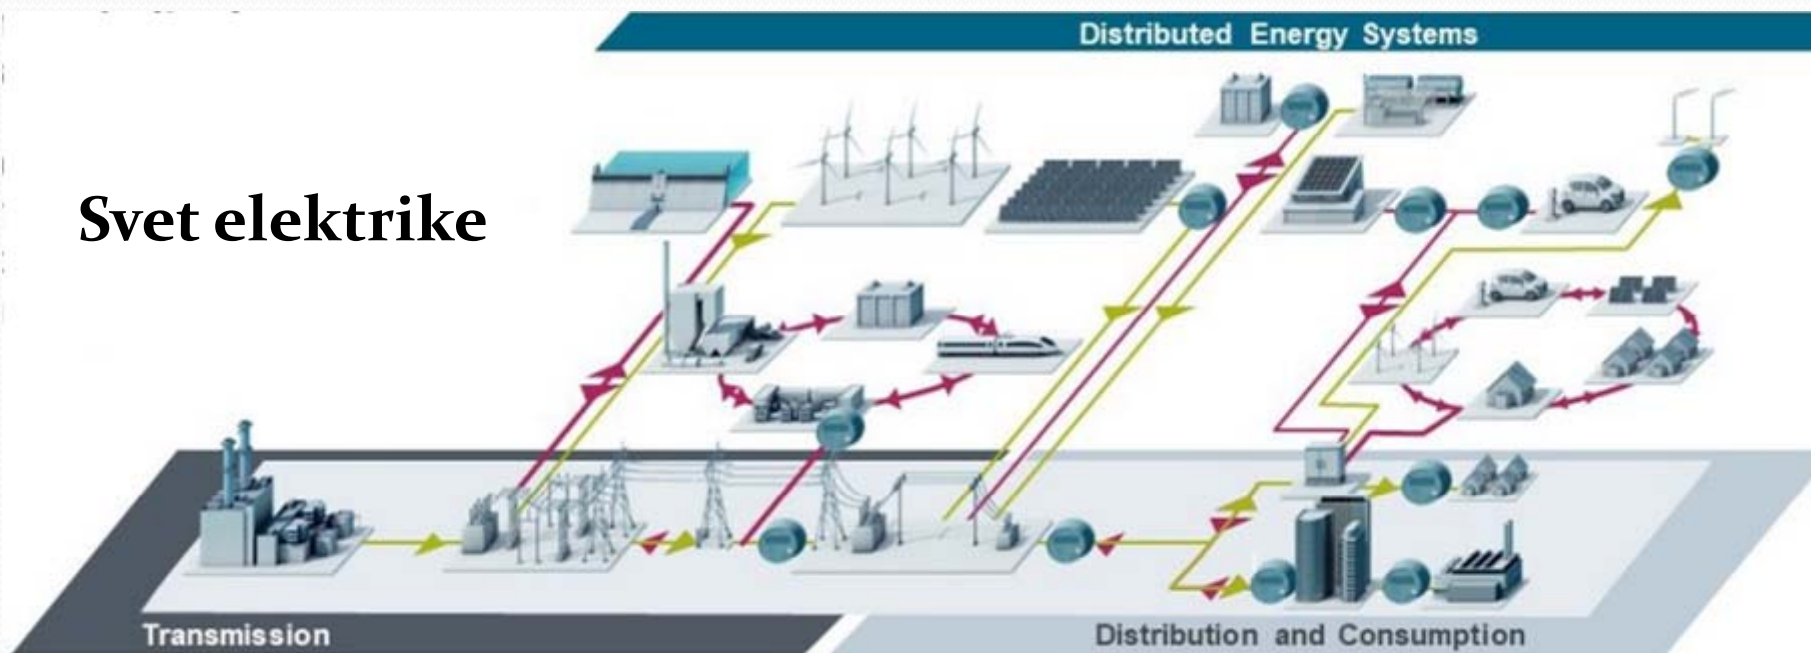 Distributed Energy Systems
Svet elektrike
Transmission
Distribution and Consumption